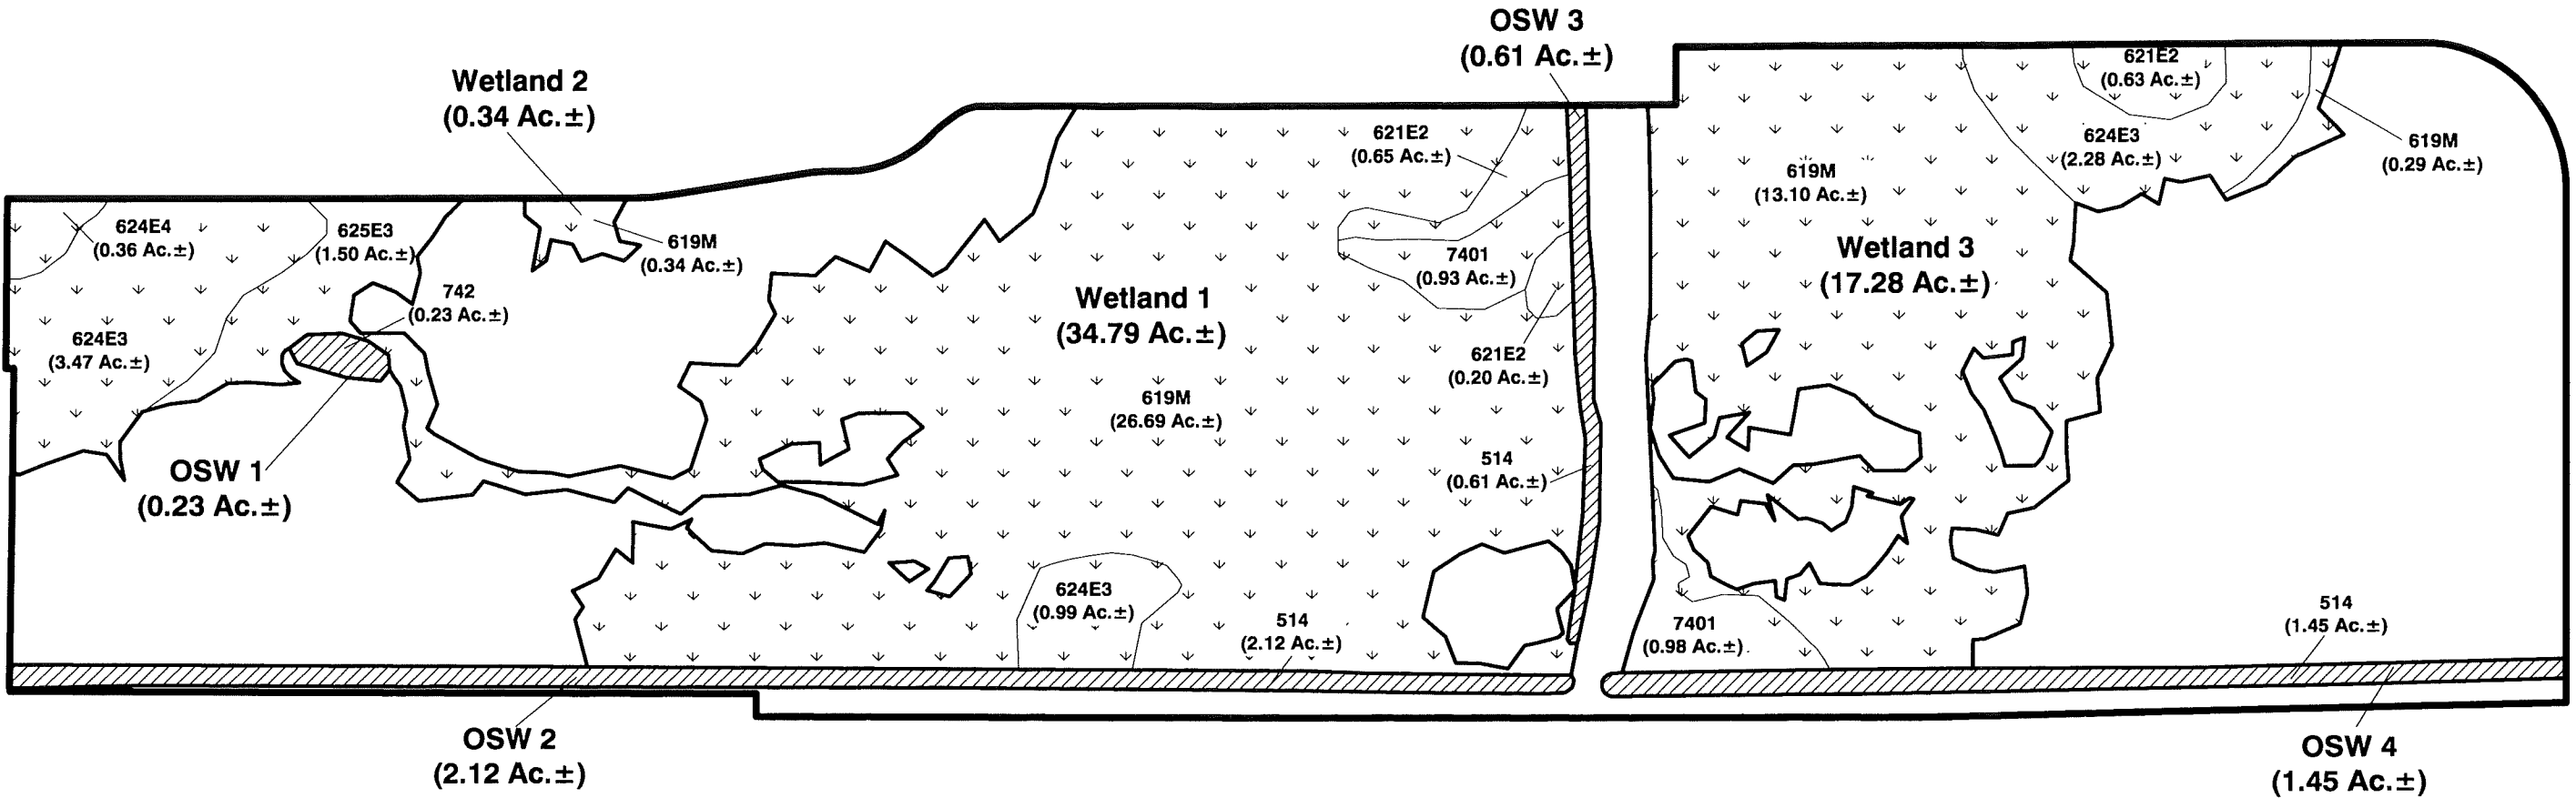 OSW 3
(0.61 Ac.±)
Wetland 2
(0.34 Ac.±)
621E2
(0.63 Ac.±)
621E2
(0.65 Ac.±)
624E3
(2.28 Ac.±)
619M
(0.29 Ac.±)
619M
(13.10 Ac.±)
624E4
(0.36 Ac.±)
625E3
(1.50 Ac.±)
619M
(0.34 Ac.±)
7401
(0.93 Ac.±)
Wetland 3
(17.28 Ac.±)
742
(0.23 Ac.±)
Wetland 1
(34.79 Ac.±)
624E3
(3.47 Ac.±)
621E2
(0.20 Ac.±)
619M
(26.69 Ac.±)
OSW 1
(0.23 Ac.±)
514
(0.61 Ac.±)
624E3
(0.99 Ac.±)
514
(2.12 Ac.±)
7401
(0.98 Ac.±)
514
(1.45 Ac.±)
OSW 2
(2.12 Ac.±)
OSW 4
(1.45 Ac.±)